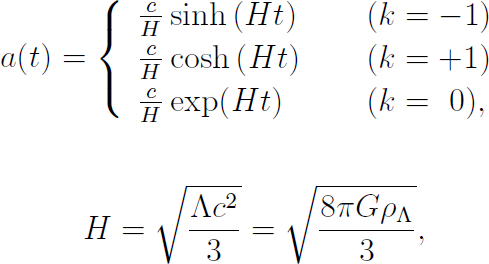 a(t) = { c/H sinh (Ht) (k = −1)
c/H cosh (Ht) (k = +1)
c/H exp(Ht) (k = 0),
H = √(Λc²/3) = √(8πGρ_Λ/3),